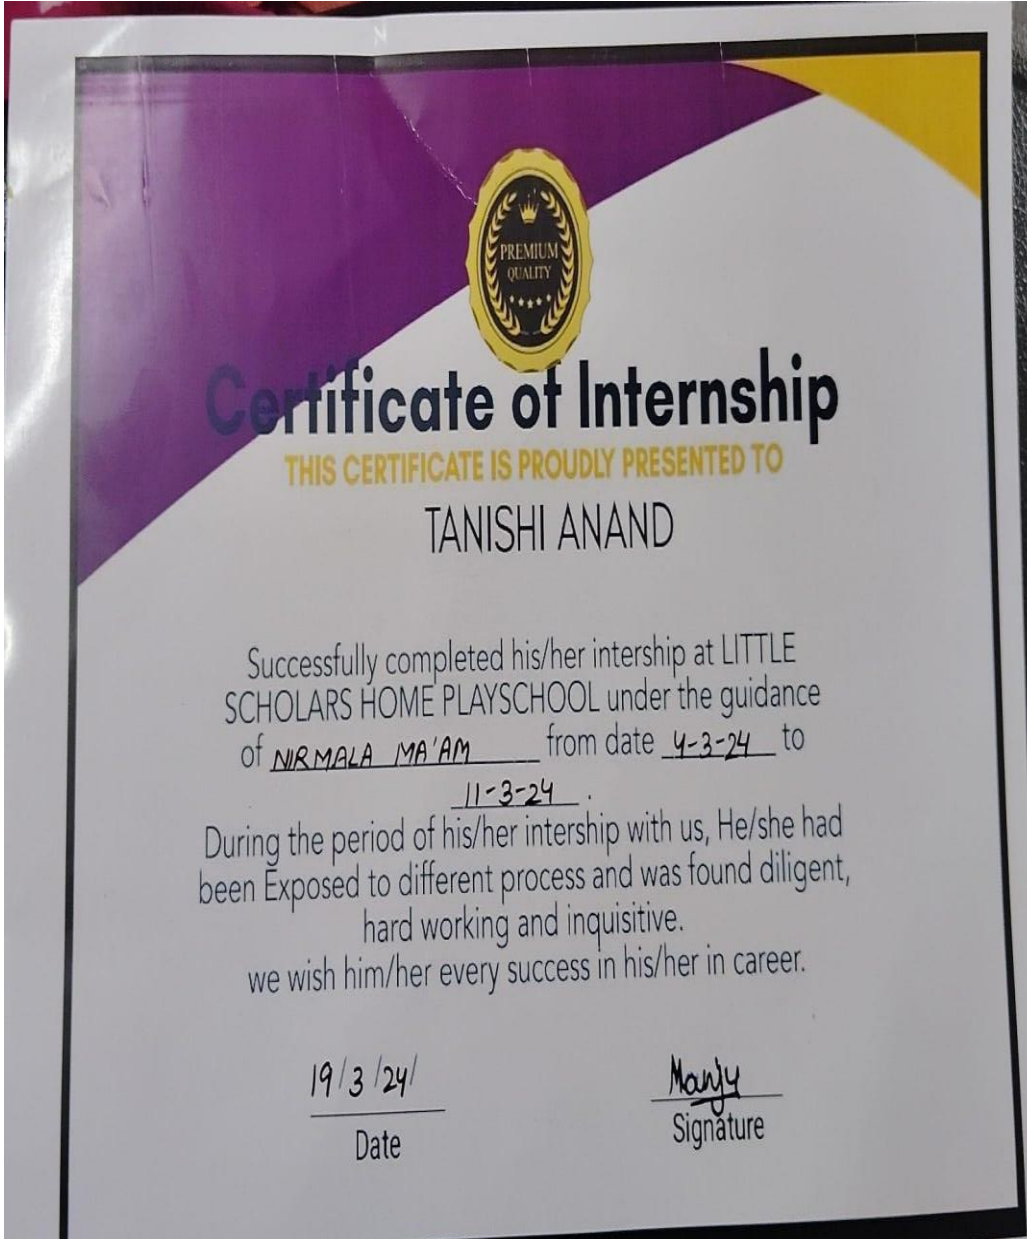 PREMIUM
QUALITY
Certificate of Internship
THIS CERTIFICATE IS PROUDLY PRESENTED TO
TANISHI ANAND
Successfully completed his/her intership at LITTLE
SCHOLARS HOME PLAYSCHOOL under the guidance
of NIRMALA MA'AM from date 4-3-24 to
11-3-24 .
During the period of his/her intership with us, He/she had
been Exposed to different process and was found diligent,
hard working and inquisitive.
we wish him/her every success in his/her in career.
19/3/24/ Manju
Date Signature